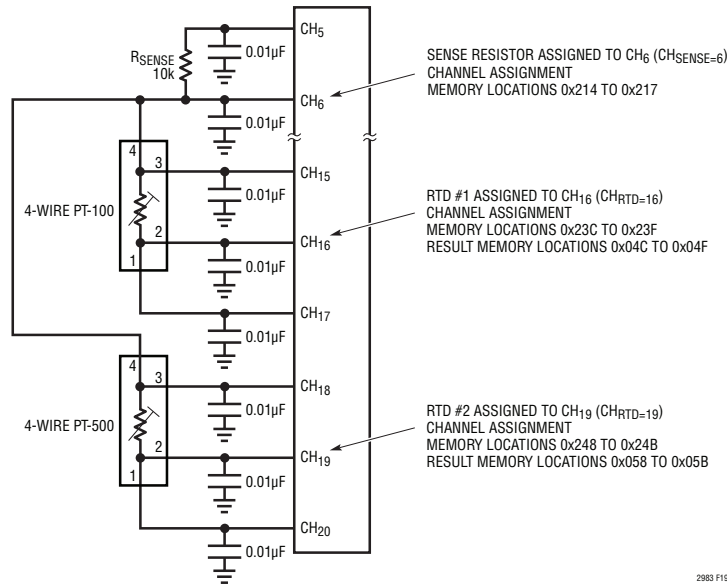 CH5
0.01µF
RSENSE
10k
SENSE RESISTOR ASSIGNED TO CH6 (CHSENSE=6)
CHANNEL ASSIGNMENT
MEMORY LOCATIONS 0x214 TO 0x217
CH6
0.01µF
4
3
CH15
0.01µF
4-WIRE PT-100
RTD #1 ASSIGNED TO CH16 (CHRTD=16)
CHANNEL ASSIGNMENT
MEMORY LOCATIONS 0x23C TO 0x23F
RESULT MEMORY LOCATIONS 0x04C TO 0x04F
2
CH16
1
0.01µF
CH17
0.01µF
4
3
CH18
0.01µF
4-WIRE PT-500
RTD #2 ASSIGNED TO CH19 (CHRTD=19)
CHANNEL ASSIGNMENT
MEMORY LOCATIONS 0x248 TO 0x24B
RESULT MEMORY LOCATIONS 0x058 TO 0x05B
2
CH19
1
0.01µF
CH20
0.01µF
2983 F19